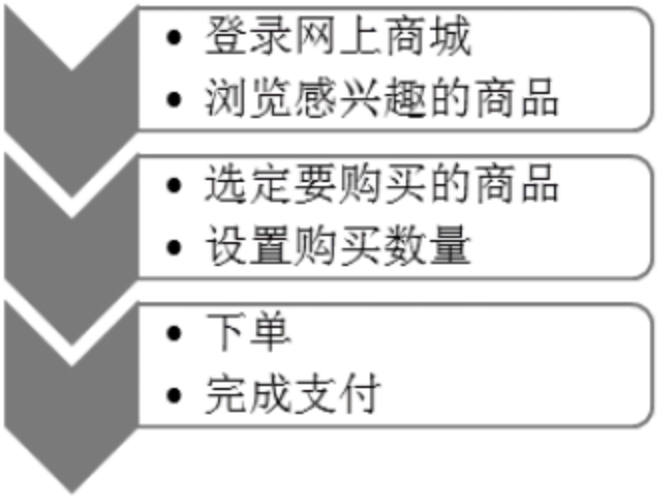 • 登录网上商城
• 浏览感兴趣的商品
• 选定要购买的商品
• 设置购买数量
• 下单
• 完成支付